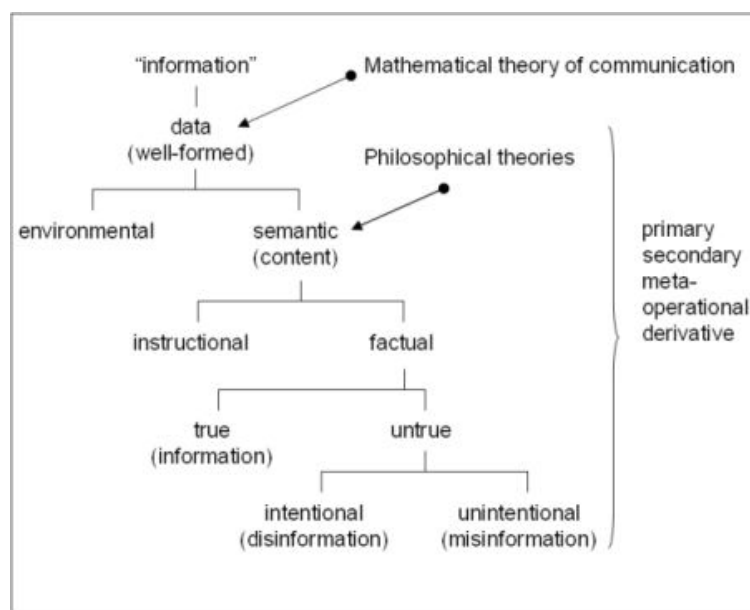 “information”
Mathematical theory of communication
data
(well-formed)
Philosophical theories
environmental
semantic
(content)
primary
secondary
meta-
operational
derivative
instructional
factual
true
(information)
untrue
intentional
(disinformation)
unintentional
(misinformation)